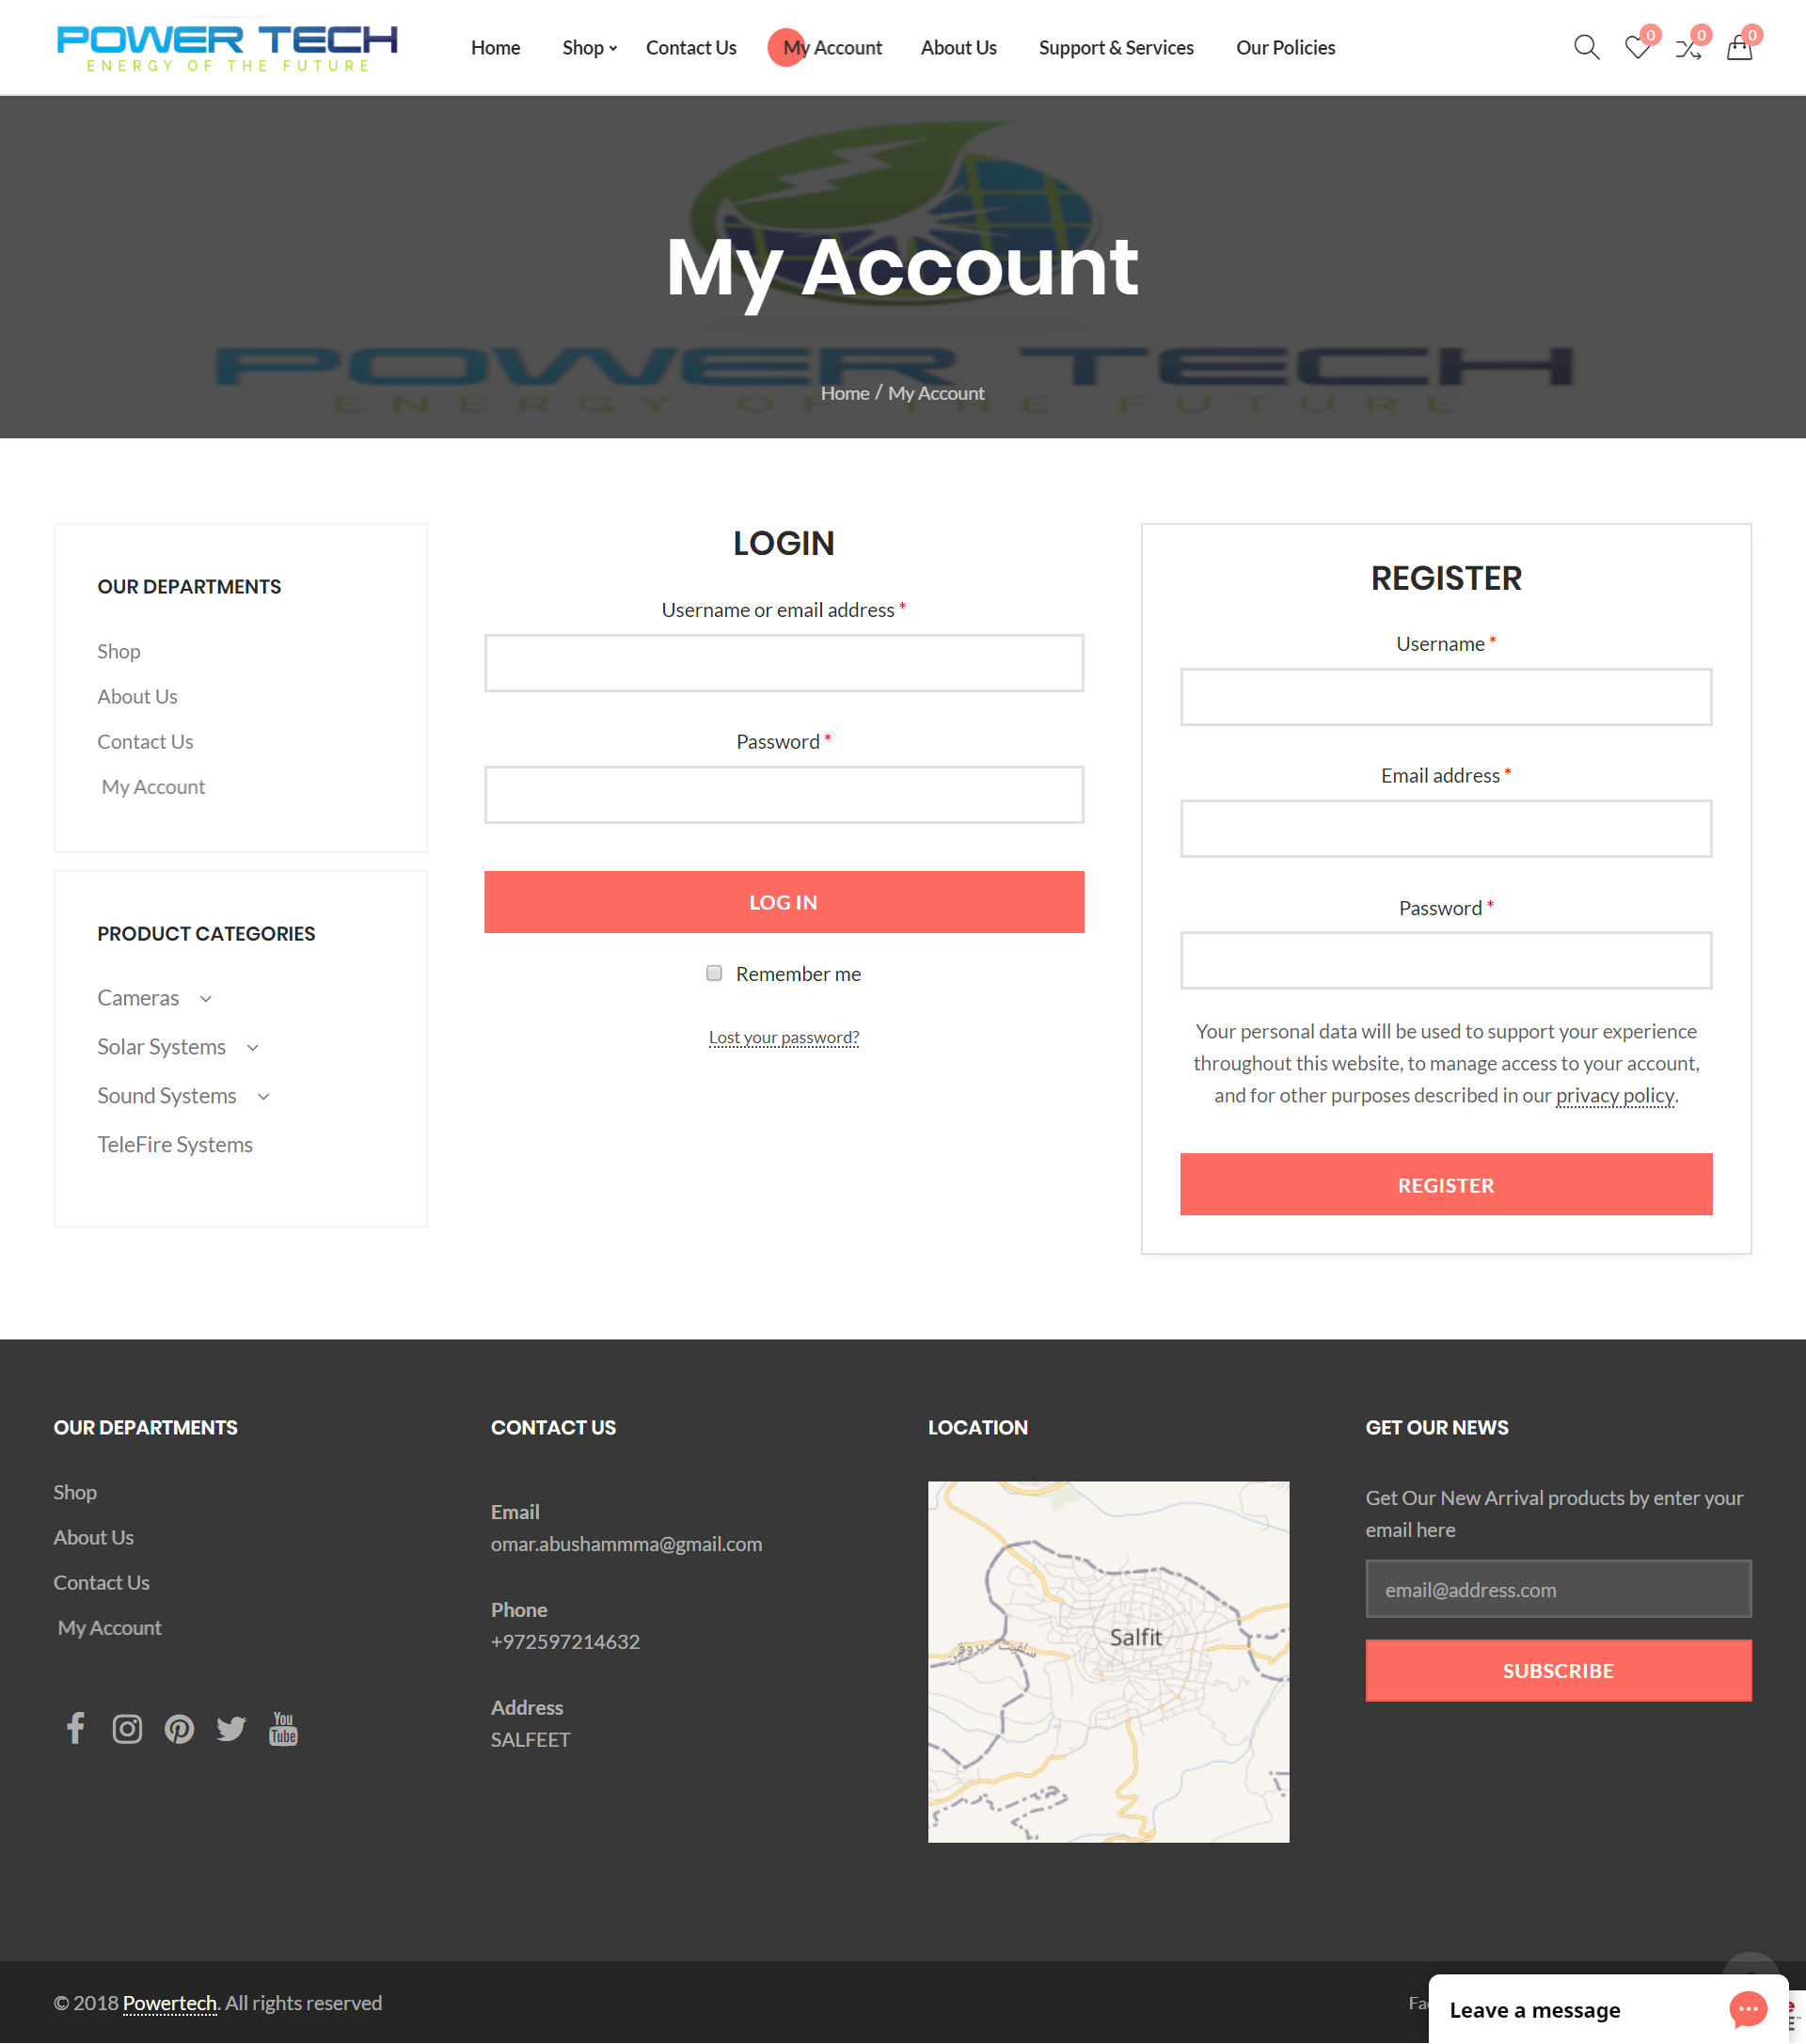 POWER TECH
ENERGY OF THE FUTURE
Home
Shop
Contact Us
My Account
About Us
Support & Services
Our Policies
0
0
0
My Account
POWER TECH
ENERGY OF THE FUTURE
Home / My Account
OUR DEPARTMENTS
Shop
About Us
Contact Us
My Account
PRODUCT CATEGORIES
Cameras
Solar Systems
Sound Systems
TeleFire Systems
LOGIN
Username or email address *
Password *
LOG IN
Remember me
Lost your password?
REGISTER
Username *
Email address *
Password *
Your personal data will be used to support your experience
throughout this website, to manage access to your account,
and for other purposes described in our privacy policy.
REGISTER
OUR DEPARTMENTS
Shop
About Us
Contact Us
My Account
You
Tube
CONTACT US
Email
omar.abushammma@gmail.com
Phone
+972597214632
Address
SALFEET
LOCATION
Salfit
GET OUR NEWS
Get Our New Arrival products by enter your
email here
email@address.com
SUBSCRIBE
© 2018 Powertech. All rights reserved
Leave a message